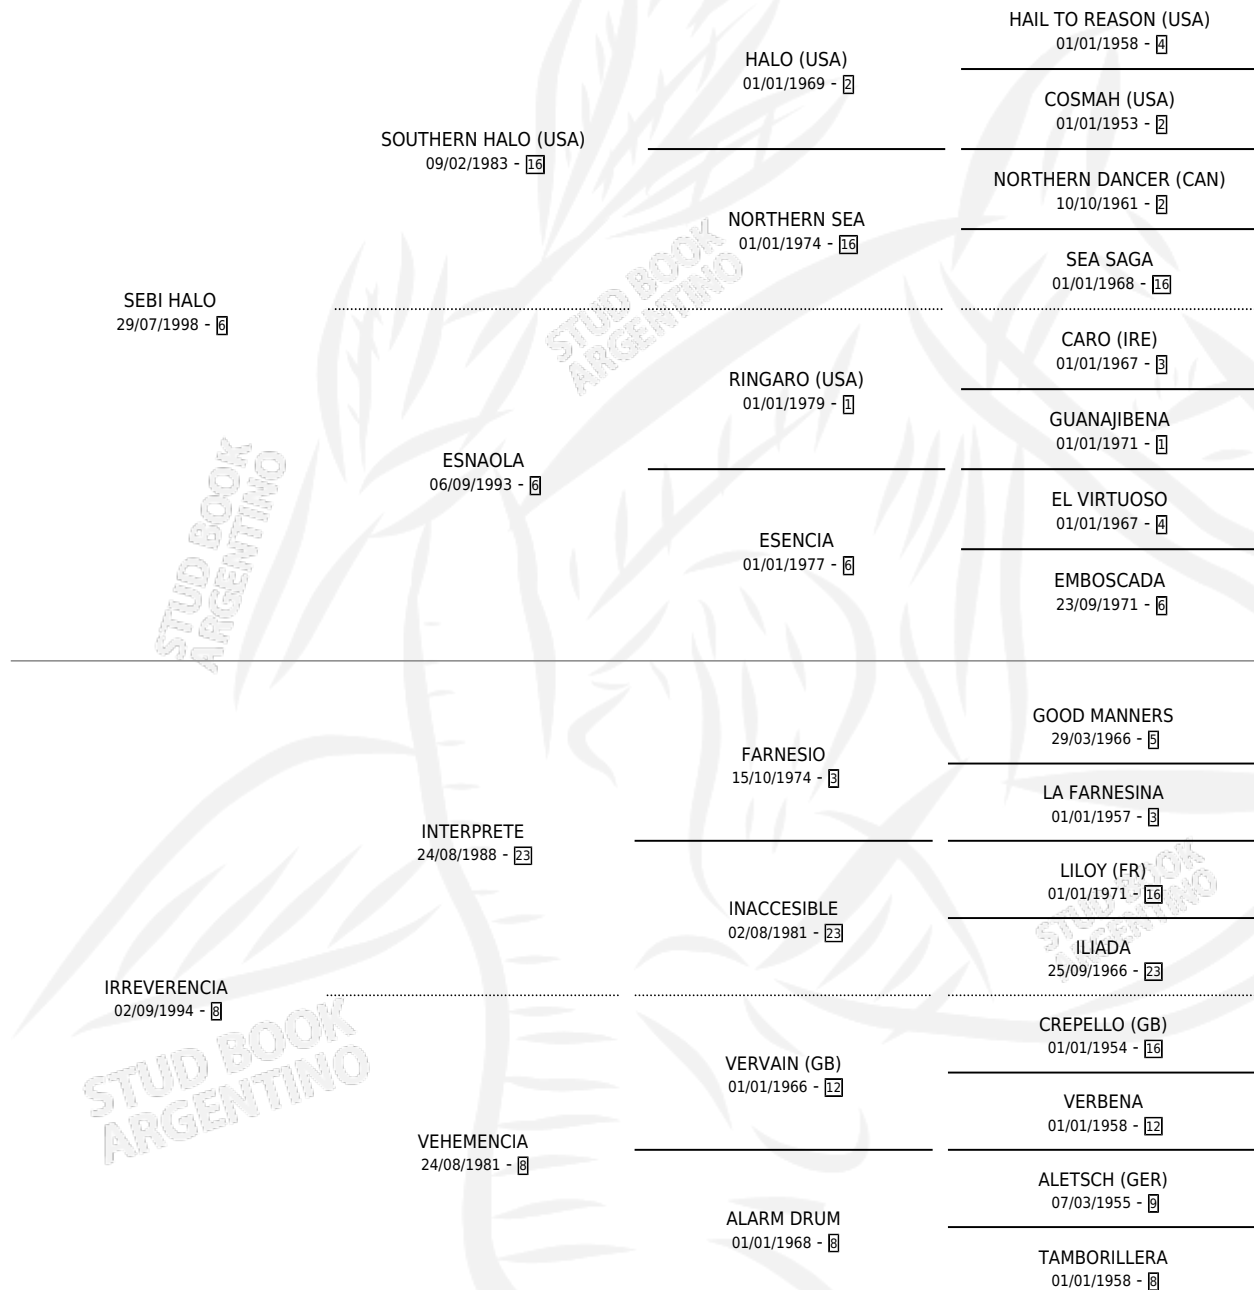 HAIL TO REASON (USA)
01/01/1958 - 4
HALO (USA)
01/01/1969 - 2
COSMAH (USA)
01/01/1953 - 2
SOUTHERN HALO (USA)
09/02/1983 - 16
NORTHERN DANCER (CAN)
10/10/1961 - 2
NORTHERN SEA
01/01/1974 - 16
SEA SAGA
01/01/1968 - 16
SEBI HALO
29/07/1998 - 6
CARO (IRE)
01/01/1967 - 3
RINGARO (USA)
01/01/1979 - 1
GUANAJIBENA
01/01/1971 - 1
ESNAOLA
06/09/1993 - 6
EL VIRTUOSO
01/01/1967 - 4
ESENCIA
01/01/1977 - 6
EMBOSCADA
23/09/1971 - 6
GOOD MANNERS
29/03/1966 - 5
FARNESIO
15/10/1974 - 3
LA FARNESINA
01/01/1957 - 3
INTERPRETE
24/08/1988 - 23
LILOY (FR)
01/01/1971 - 16
INACCESIBLE
02/08/1981 - 23
ILIADA
25/09/1966 - 23
IRREVERENCIA
02/09/1994 - 8
CREPELLO (GB)
01/01/1954 - 16
VERVAIN (GB)
01/01/1966 - 12
VERBENA
01/01/1958 - 12
VEHEMENCIA
24/08/1981 - 8
ALETSCH (GER)
07/03/1955 - 9
ALARM DRUM
01/01/1968 - 8
TAMBORILLERA
01/01/1958 - 8
STUD BOOK
ARGENTINO
STUD BOOK
ARGENTINO
STUD BOOK
ARGENTINO
STUD BOOK
ARGENTINO